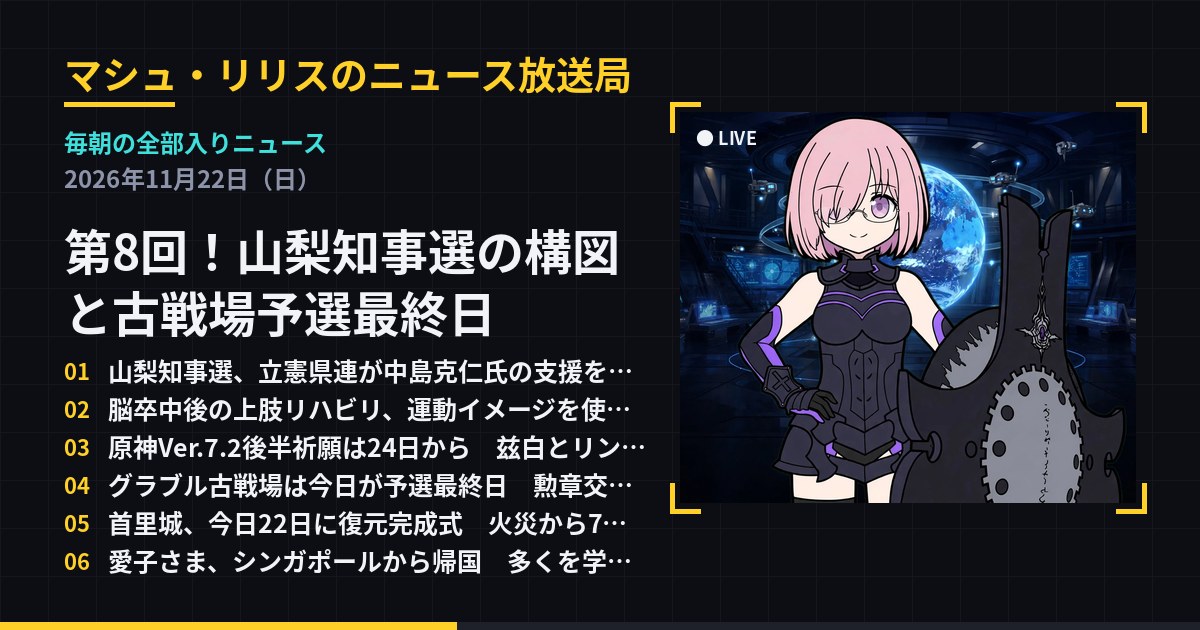 マシュ・リリスのニュース放送局
毎朝の全部入りニュース
2026年11月22日（日）
第8回！山梨知事選の構図
と古戦場予選最終日
01 山梨知事選、立憲県連が中島克仁氏の支援を…
02 脳卒中後の上肢リハビリ、運動イメージを使…
03 原神Ver.7.2後半祈願は24日から　兹白とリン…
04 グラブル古戦場は今日が予選最終日　勲章交…
05 首里城、今日22日に復元完成式　火災から7…
06 愛子さま、シンガポールから帰国　多くを学…
LIVE